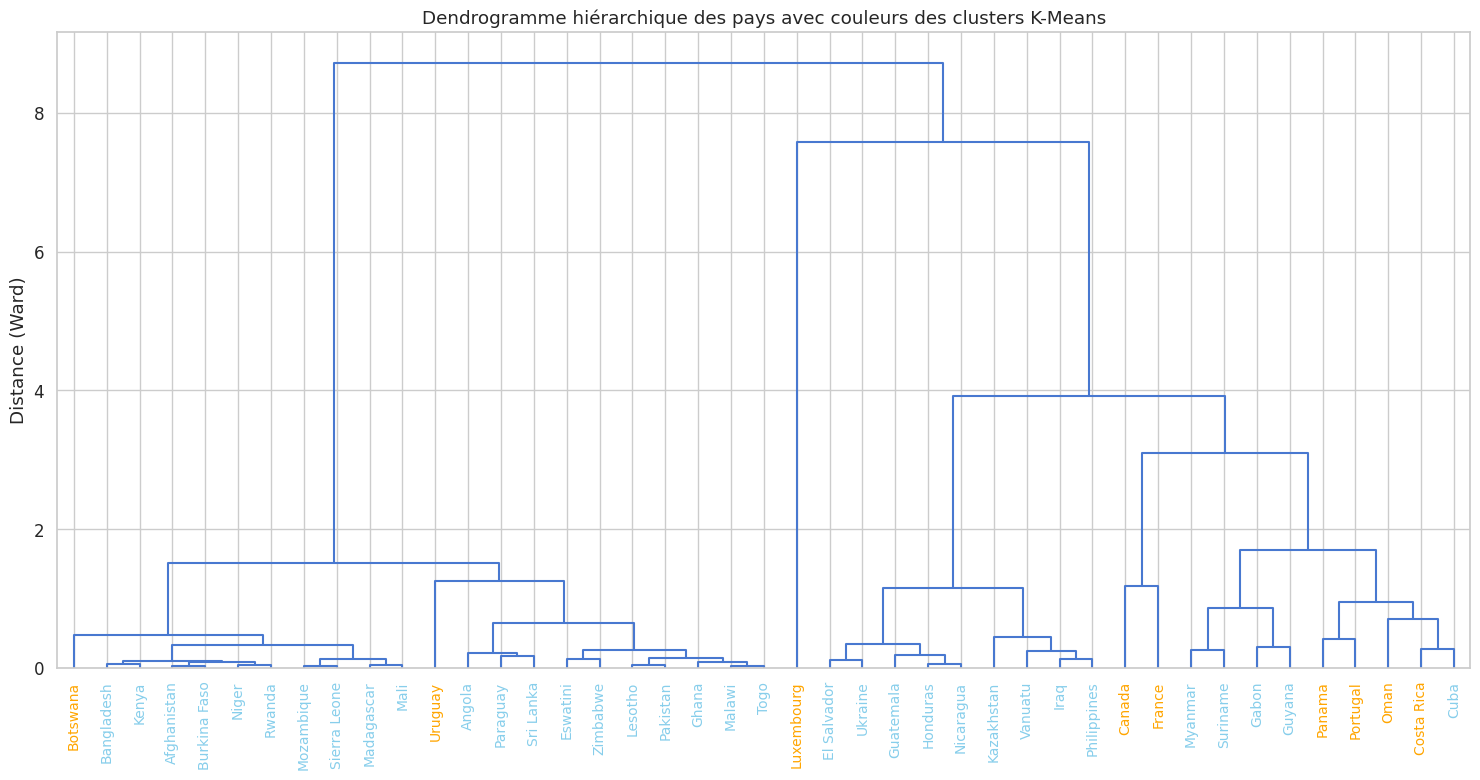 Dendrogramme hiérarchique des pays avec couleurs des clusters K-Means
Distance (Ward)
8
6
4
2
0
Botswana
Bangladesh
Kenya
Afghanistan
Burkina Faso
Niger
Rwanda
Mozambique
Sierra Leone
Madagascar
Mali
Uruguay
Angola
Paraguay
Sri Lanka
Eswatini
Zimbabwe
Lesotho
Pakistan
Ghana
Malawi
Togo
Luxembourg
El Salvador
Ukraine
Guatemala
Honduras
Nicaragua
Kazakhstan
Vanuatu
Iraq
Philippines
Canada
France
Myanmar
Suriname
Gabon
Guyana
Panama
Portugal
Oman
Costa Rica
Cuba